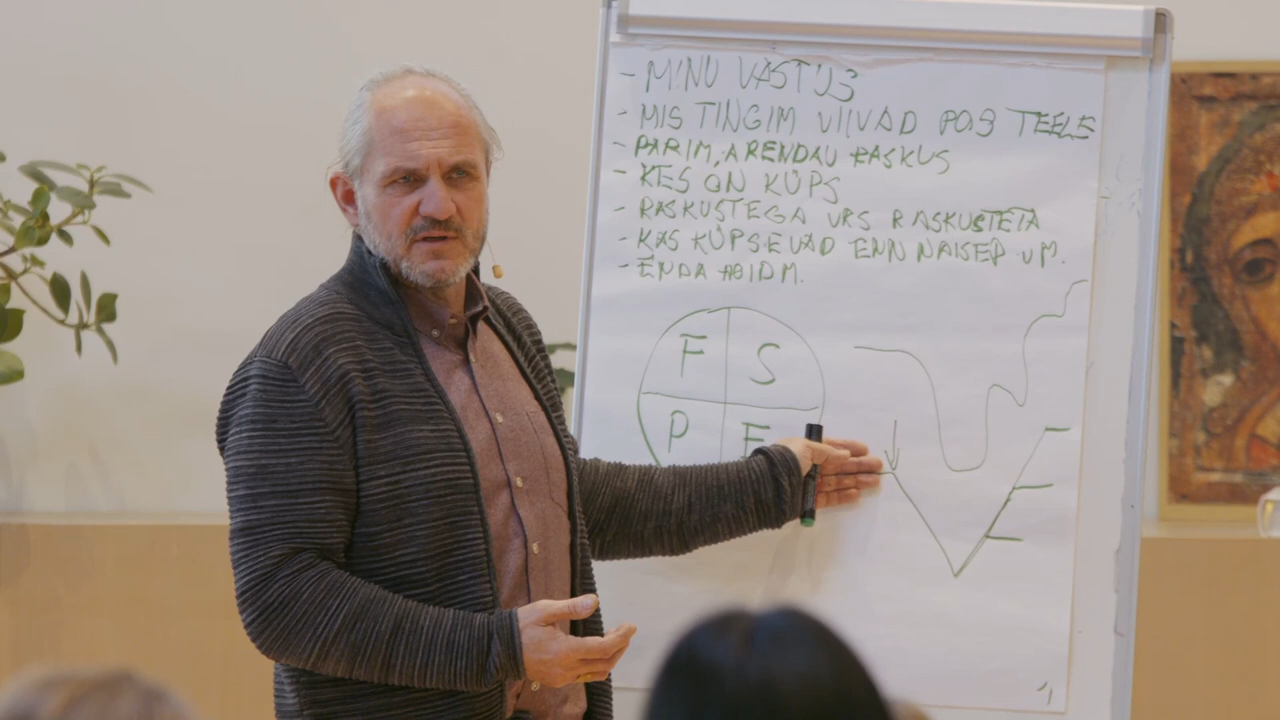 - MINU VASTUS
- MIS TINGIM VIIVAD POS TEELE
- PARIM, ARENDAV RASKUS
- KES ON KÜPS
- RASKUSTEGA VRS RASKUSTETA
- KAS KÜPSEVAD ENN NAISED VM.
- ENDA HOIDM.
F S
P E